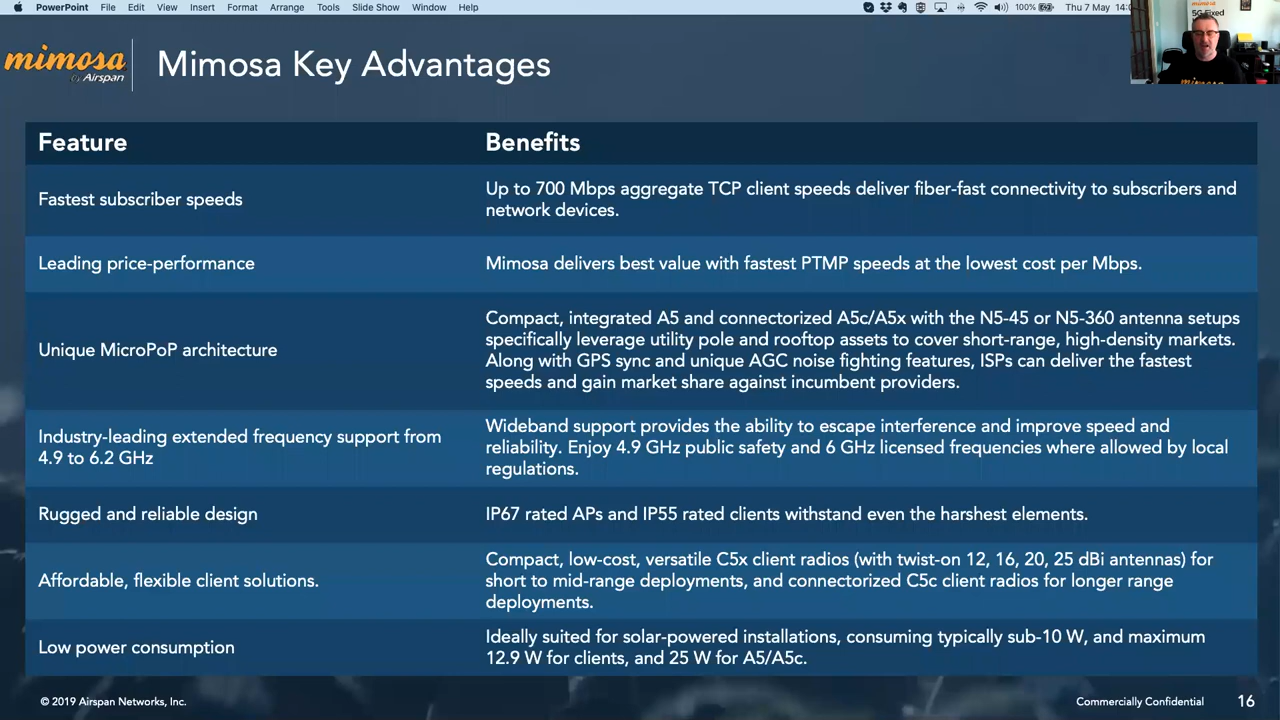 PowerPoint File Edit View Insert Format Arrange Tools Slide Show Window Help 100% Thu 7 May 14:0
5G Fixed
mimosa
mimosa
by Airspan
Mimosa Key Advantages
Feature Benefits
Fastest subscriber speeds
Up to 700 Mbps aggregate TCP client speeds deliver fiber-fast connectivity to subscribers and
network devices.
Leading price-performance
Mimosa delivers best value with fastest PTMP speeds at the lowest cost per Mbps.
Unique MicroPoP architecture
Compact, integrated A5 and connectorized A5c/A5x with the N5-45 or N5-360 antenna setups
specifically leverage utility pole and rooftop assets to cover short-range, high-density markets.
Along with GPS sync and unique AGC noise fighting features, ISPs can deliver the fastest
speeds and gain market share against incumbent providers.
Industry-leading extended frequency support from
4.9 to 6.2 GHz
Wideband support provides the ability to escape interference and improve speed and
reliability. Enjoy 4.9 GHz public safety and 6 GHz licensed frequencies where allowed by local
regulations.
Rugged and reliable design
IP67 rated APs and IP55 rated clients withstand even the harshest elements.
Affordable, flexible client solutions.
Compact, low-cost, versatile C5x client radios (with twist-on 12, 16, 20, 25 dBi antennas) for
short to mid-range deployments, and connectorized C5c client radios for longer range
deployments.
Low power consumption
Ideally suited for solar-powered installations, consuming typically sub-10 W, and maximum
12.9 W for clients, and 25 W for A5/A5c.
© 2019 Airspan Networks, Inc. Commercially Confidential 16